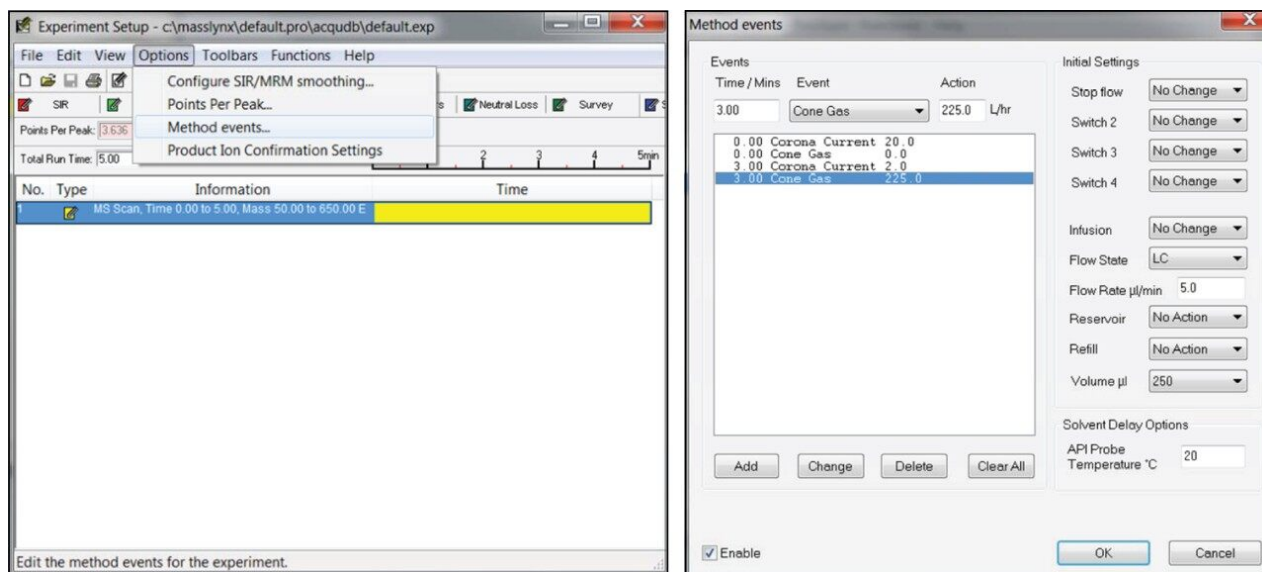 Experiment Setup - c:\masslynx\default.pro\acqudb\default.exp
File Edit View Options Toolbars Functions Help
Configure SIR/MRM smoothing...
Points Per Peak...
Method events...
Product Ion Confirmation Settings
SIR
Neutral Loss Survey
Points Per Peak: 3.636
Total Run Time: 5.00
2 3 4 5min
No. Type Information Time
1 MS Scan, Time 0.00 to 5.00, Mass 50.00 to 650.00 E
Edit the method events for the experiment.
Method events
Events
Time / Mins Event Action
3.00 Cone Gas 225.0 L/hr
0.00 Corona Current 20.0
0.00 Cone Gas 0.0
3.00 Corona Current 2.0
3.00 Cone Gas 225.0
Add Change Delete Clear All
Initial Settings
Stop flow No Change
Switch 2 No Change
Switch 3 No Change
Switch 4 No Change
Infusion No Change
Flow State LC
Flow Rate µl/min 5.0
Reservoir No Action
Refill No Action
Volume µl 250
Solvent Delay Options
API Probe
Temperature °C 20
Enable
OK Cancel